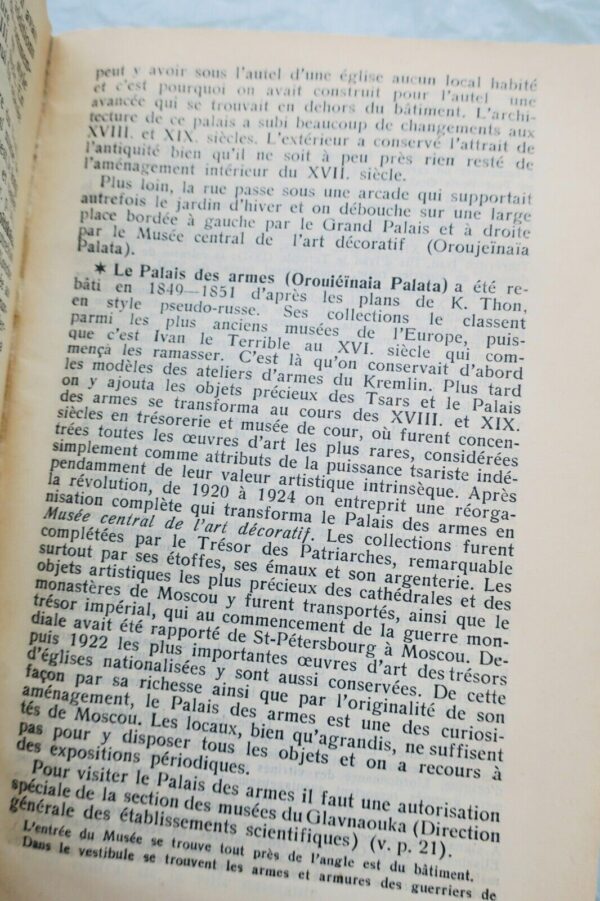 peut y avoir sous l'autel d'une église aucun local habité
et c'est pourquoi on avait construit pour l'autel une
avancée qui se trouvait en dehors du bâtiment. L'archi-
tecture de ce palais a subi beaucoup de changements aux
XVIII. et XIX. siècles. L'extérieur a conservé l'attrait de
l'antiquité bien qu'il ne soit à peu près rien resté de
l'aménagement intérieur du XVII. siècle.
Plus loin, la rue passe sous une arcade qui supportait
autrefois le jardin d'hiver et on débouche sur une large
place bordée à gauche par le Grand Palais et à droite
par le Musée central de l'art décoratif (Oroujeïnaïa
Palata).
* Le Palais des armes (Orouiéïnaia Palata) a été re-
bâti en 1849—1851 d'après les plans de K. Thon,
en style pseudo-russe. Ses collections le classent
parmi les plus anciens musées de l'Europe, puis-
que c'est Ivan le Terrible au XVI. siècle qui com-
mença les ramasser. C'est là qu'on conservait d'abord
les modèles des ateliers d'armes du Kremlin. Plus tard
on y ajouta les objets précieux des Tsars et le Palais
des armes se transforma au cours des XVIII. et XIX.
siècles en trésorerie et musée de cour, où furent concen-
trées toutes les œuvres d'art les plus rares, considérées
simplement comme attributs de la puissance tsariste indé-
pendamment de leur valeur artistique intrinsèque. Après
la révolution, de 1920 à 1924 on entreprit une réorga-
nisation complète qui transforma le Palais des armes en
Musée central de l'art décoratif. Les collections furent
complétées par le Trésor des Patriarches, remarquable
surtout par ses étoffes, ses émaux et son argenterie. Les
objets artistiques les plus précieux des cathédrales et des
monastères de Moscou y furent transportés, ainsi que le
trésor impérial, qui au commencement de la guerre mon-
diale avait été rapporté de St-Pétersbourg à Moscou. De-
puis 1922 les plus importantes œuvres d'art des trésors
d'églises nationalisées y sont aussi conservées. De cette
façon par sa richesse ainsi que par l'originalité de son
aménagement, le Palais des armes est une des curiosi-
tés de Moscou. Les locaux, bien qu'agrandis, ne suffisent
pas pour y disposer tous les objets et on a recours à
des expositions périodiques.
Pour visiter le Palais des armes il faut une autorisation
spéciale de la section des musées du Glavnaouka (Direction
générale des établissements scientifiques) (v. p. 21).
L'entrée du Musée se trouve tout près de l'angle est du bâtiment.
Dans le vestibule se trouvent les armes et armures des guerriers de